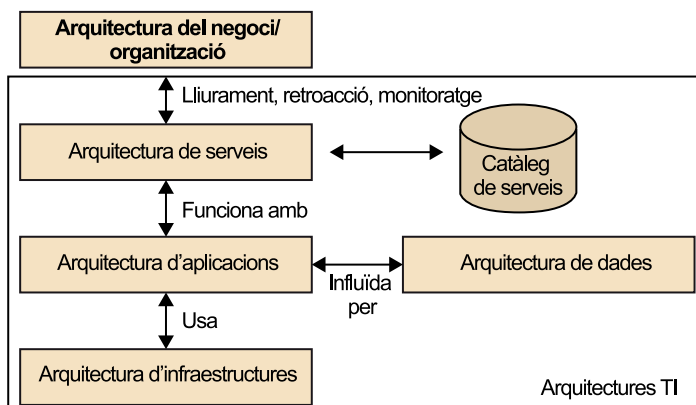 Arquitectura del negoci/
organització
Lliurament, retroacció, monitoratge
Arquitectura de serveis
Catàleg
de serveis
Funciona amb
Arquitectura d'aplicacions
Influïda
per
Arquitectura de dades
Usa
Arquitectura d'infraestructures
Arquitectures TI